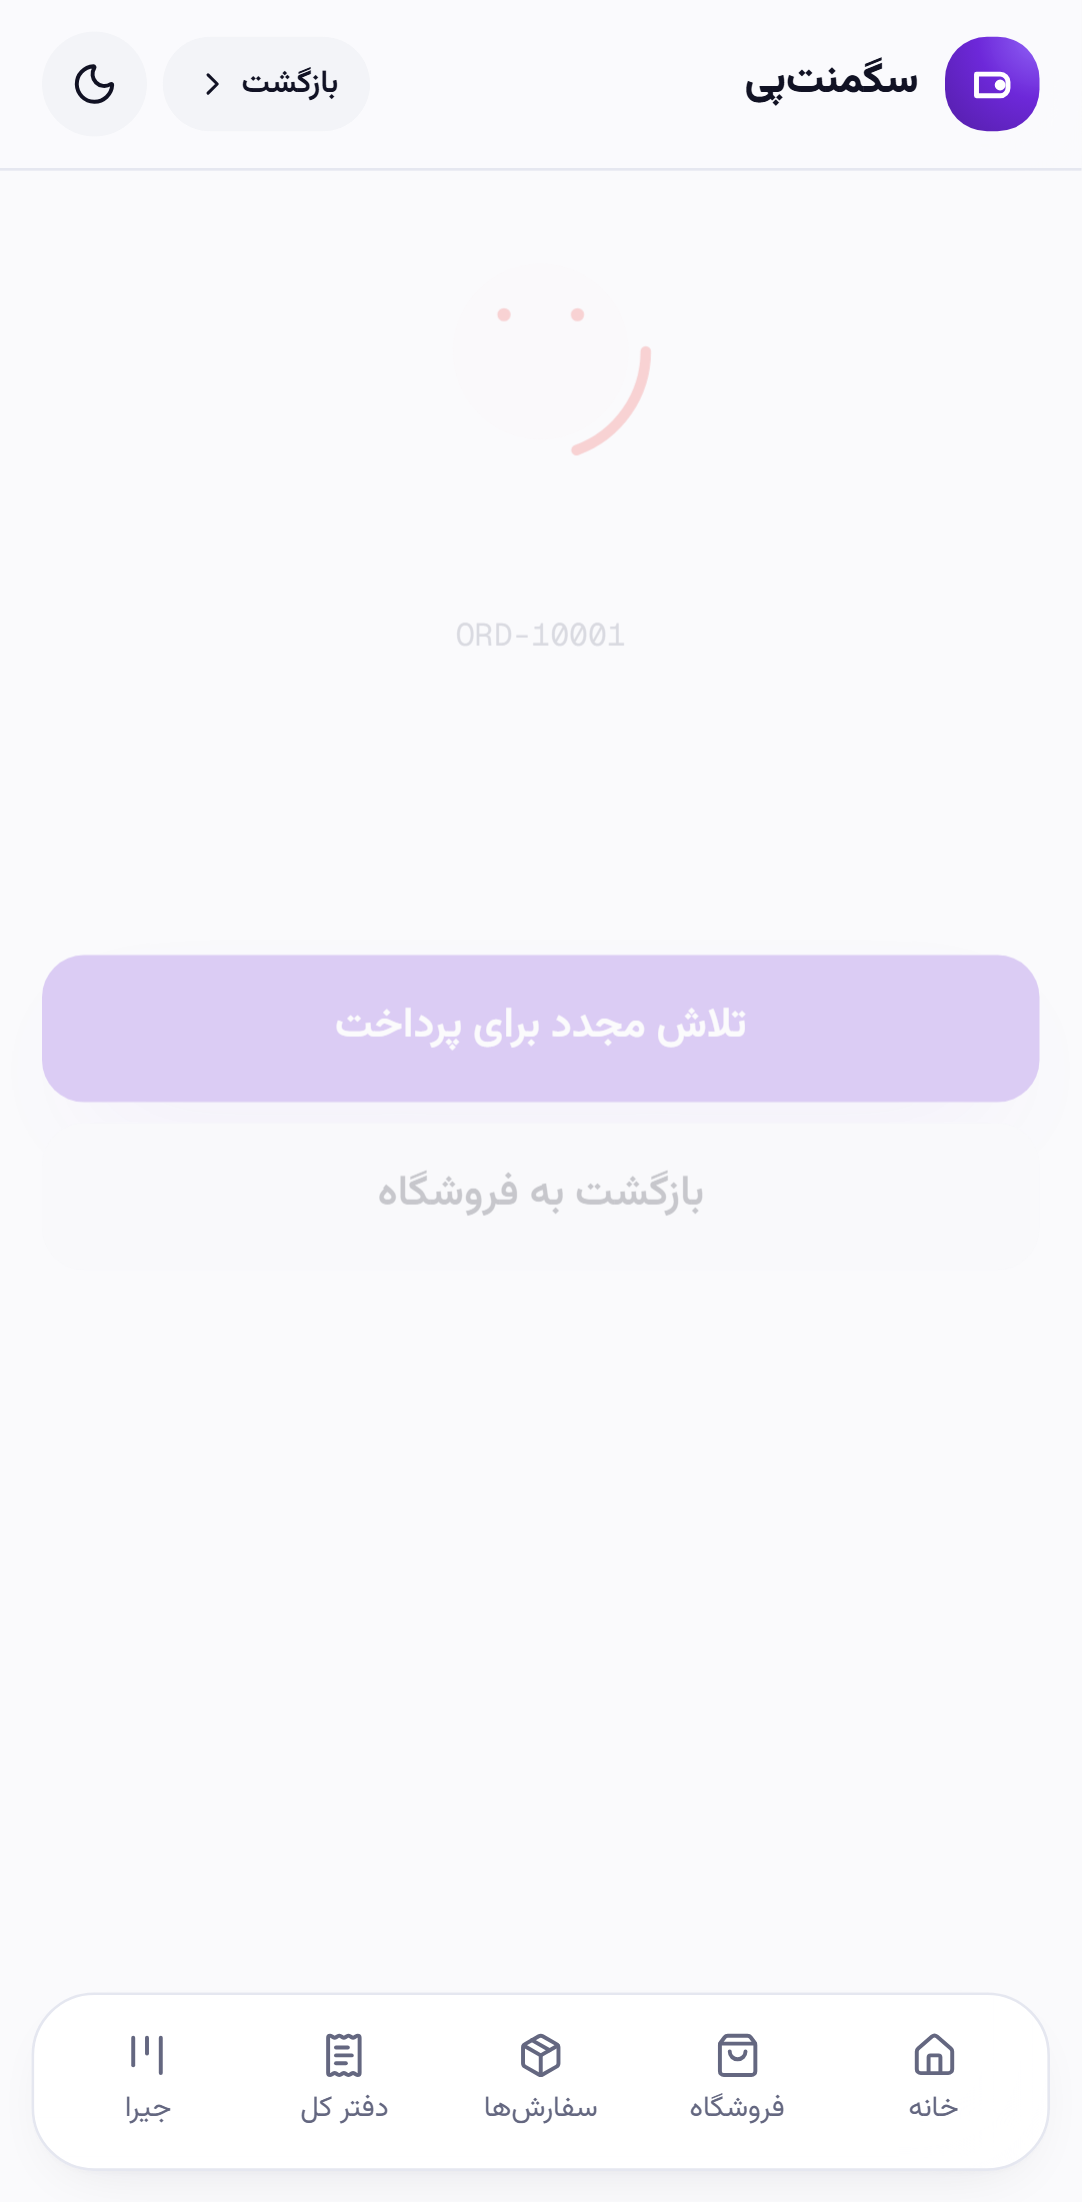 سگمنت‌پی
بازگشت
ORD-10001
تلاش مجدد برای پرداخت
بازگشت به فروشگاه
خانه
فروشگاه
سفارش‌ها
دفتر کل
جیرا